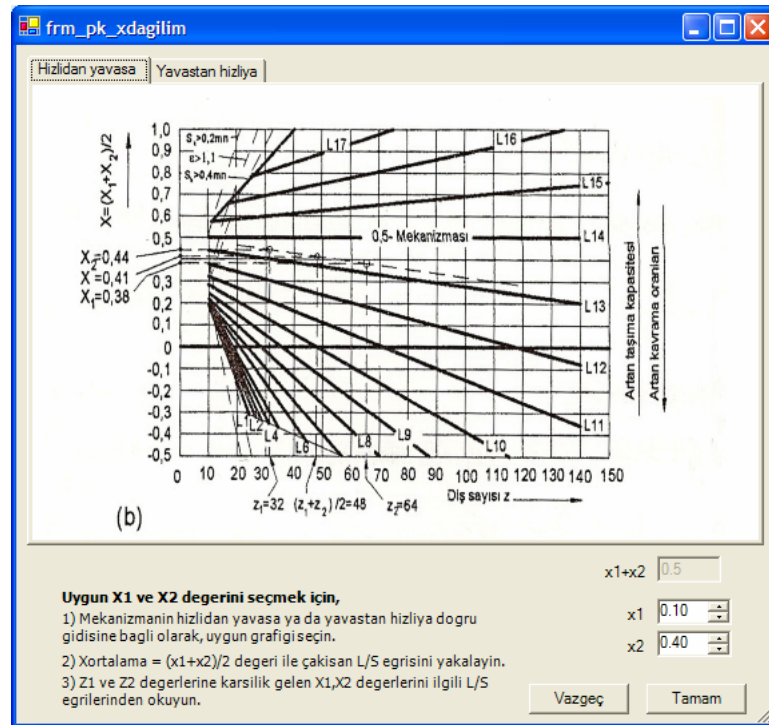 frm_pk_xdagilim
Hizlidan yavasa
Yavastan hizliya
X=(X₁+X₂)/2
1,0
0,9
0,8
0,7
0,6
0,5
X₂=0,44
X=0,41
X₁=0,38
0,3
0,2
0,1
0
-0,1
-0,2
-0,3
-0,4
-0,5
ε>1,1
L17
L16
L15
0,5- Mekanizması
L14
L13
L12
L11
L10
L9
L8
L6
L4
L2
0 10 20 30 40 50 60 70 80 90 100 110 120 130 140 150
z₁=32 (z₁+z₂)/2=48 z₂=64
Diş sayısı z
(b)
Artan taşıma kapasitesi
Artan kavrama oranları
x1+x2 0.5
Uygun X1 ve X2 degerini seçmek için,
x1 0.10
1) Mekanizmanin hizlidan yavasa ya da yavastan hizliya dogru
gidisine bagli olarak, uygun grafigi seçin.
x2 0.40
2) Xortalama = (x1+x2)/2 degeri ile çakisan L/S egrisini yakalayin.
3) Z1 ve Z2 degerlerine karsilik gelen X1,X2 degerlerini ilgili L/S
egrilerinden okuyun.
Vazgeç
Tamam